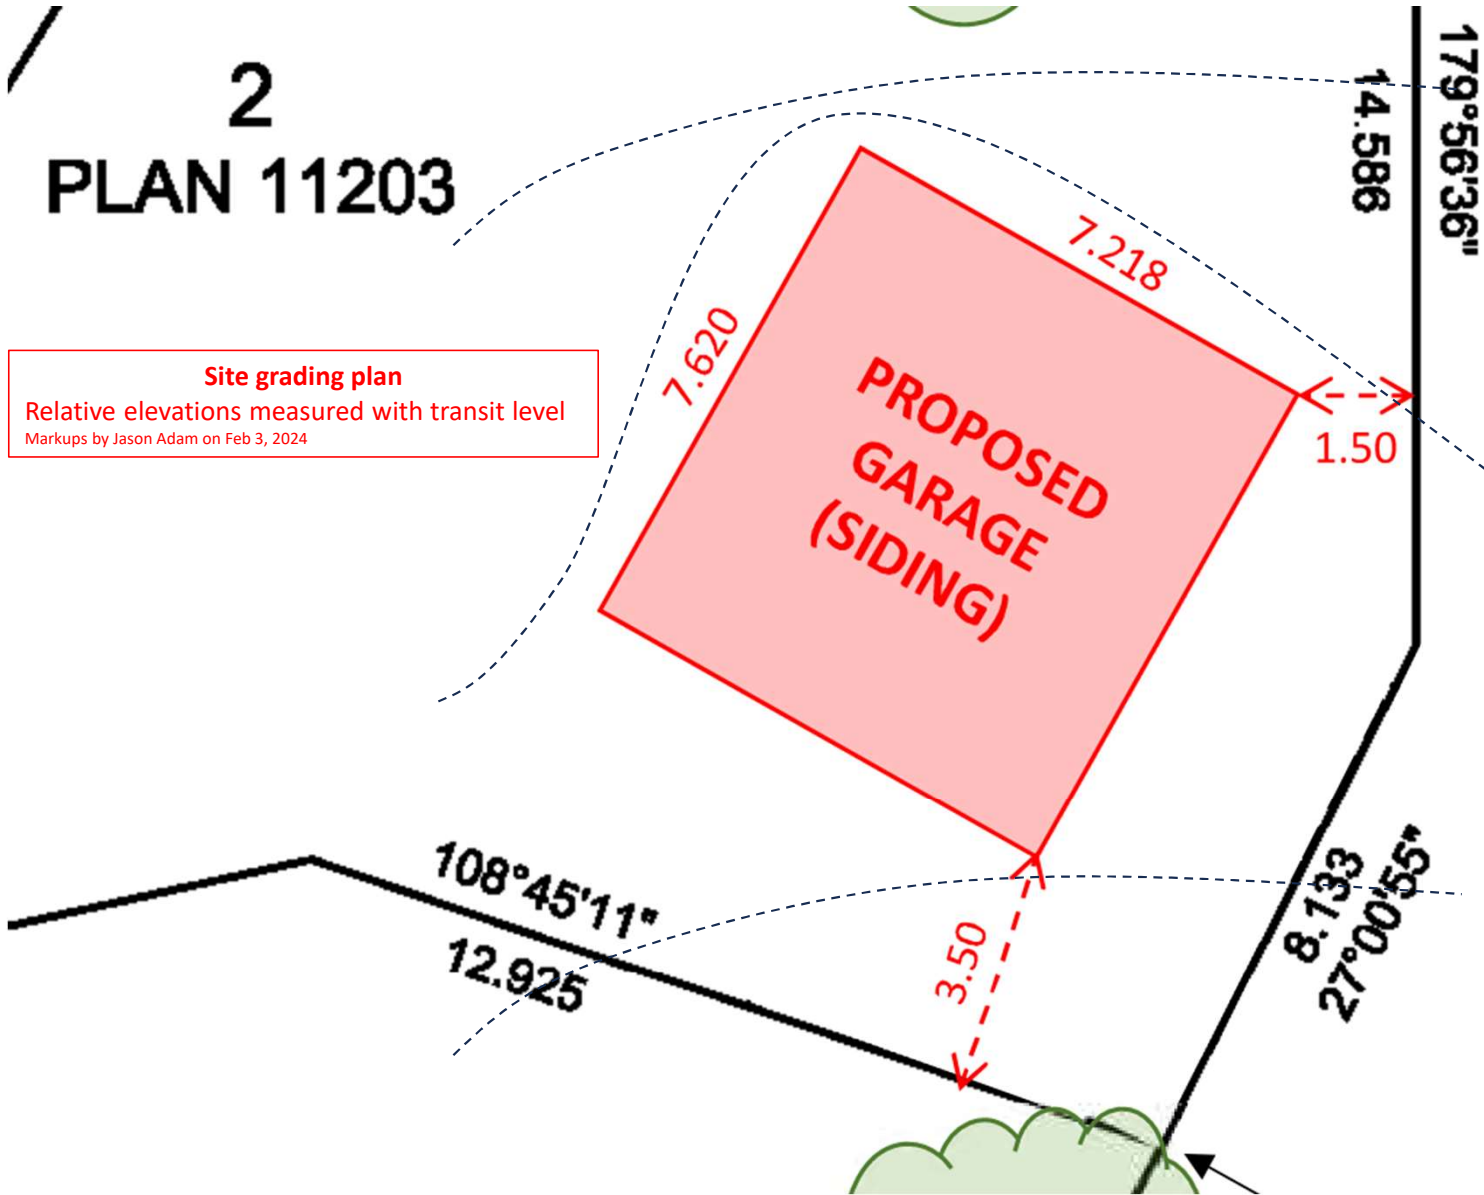 2
PLAN 11203
179°56'36"
14.586
7.218
7.620
Site grading plan
Relative elevations measured with transit level
Markups by Jason Adam on Feb 3, 2024
PROPOSED
GARAGE
(SIDING)
1.50
108°45'11"
12.925
3.50
8.133
27°00'55"